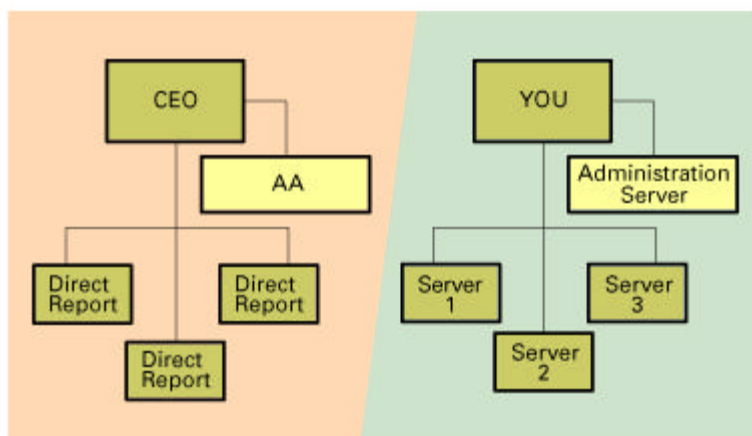 CEO
AA
Direct
Report
Direct
Report
Direct
Report
YOU
Administration
Server
Server
1
Server
3
Server
2